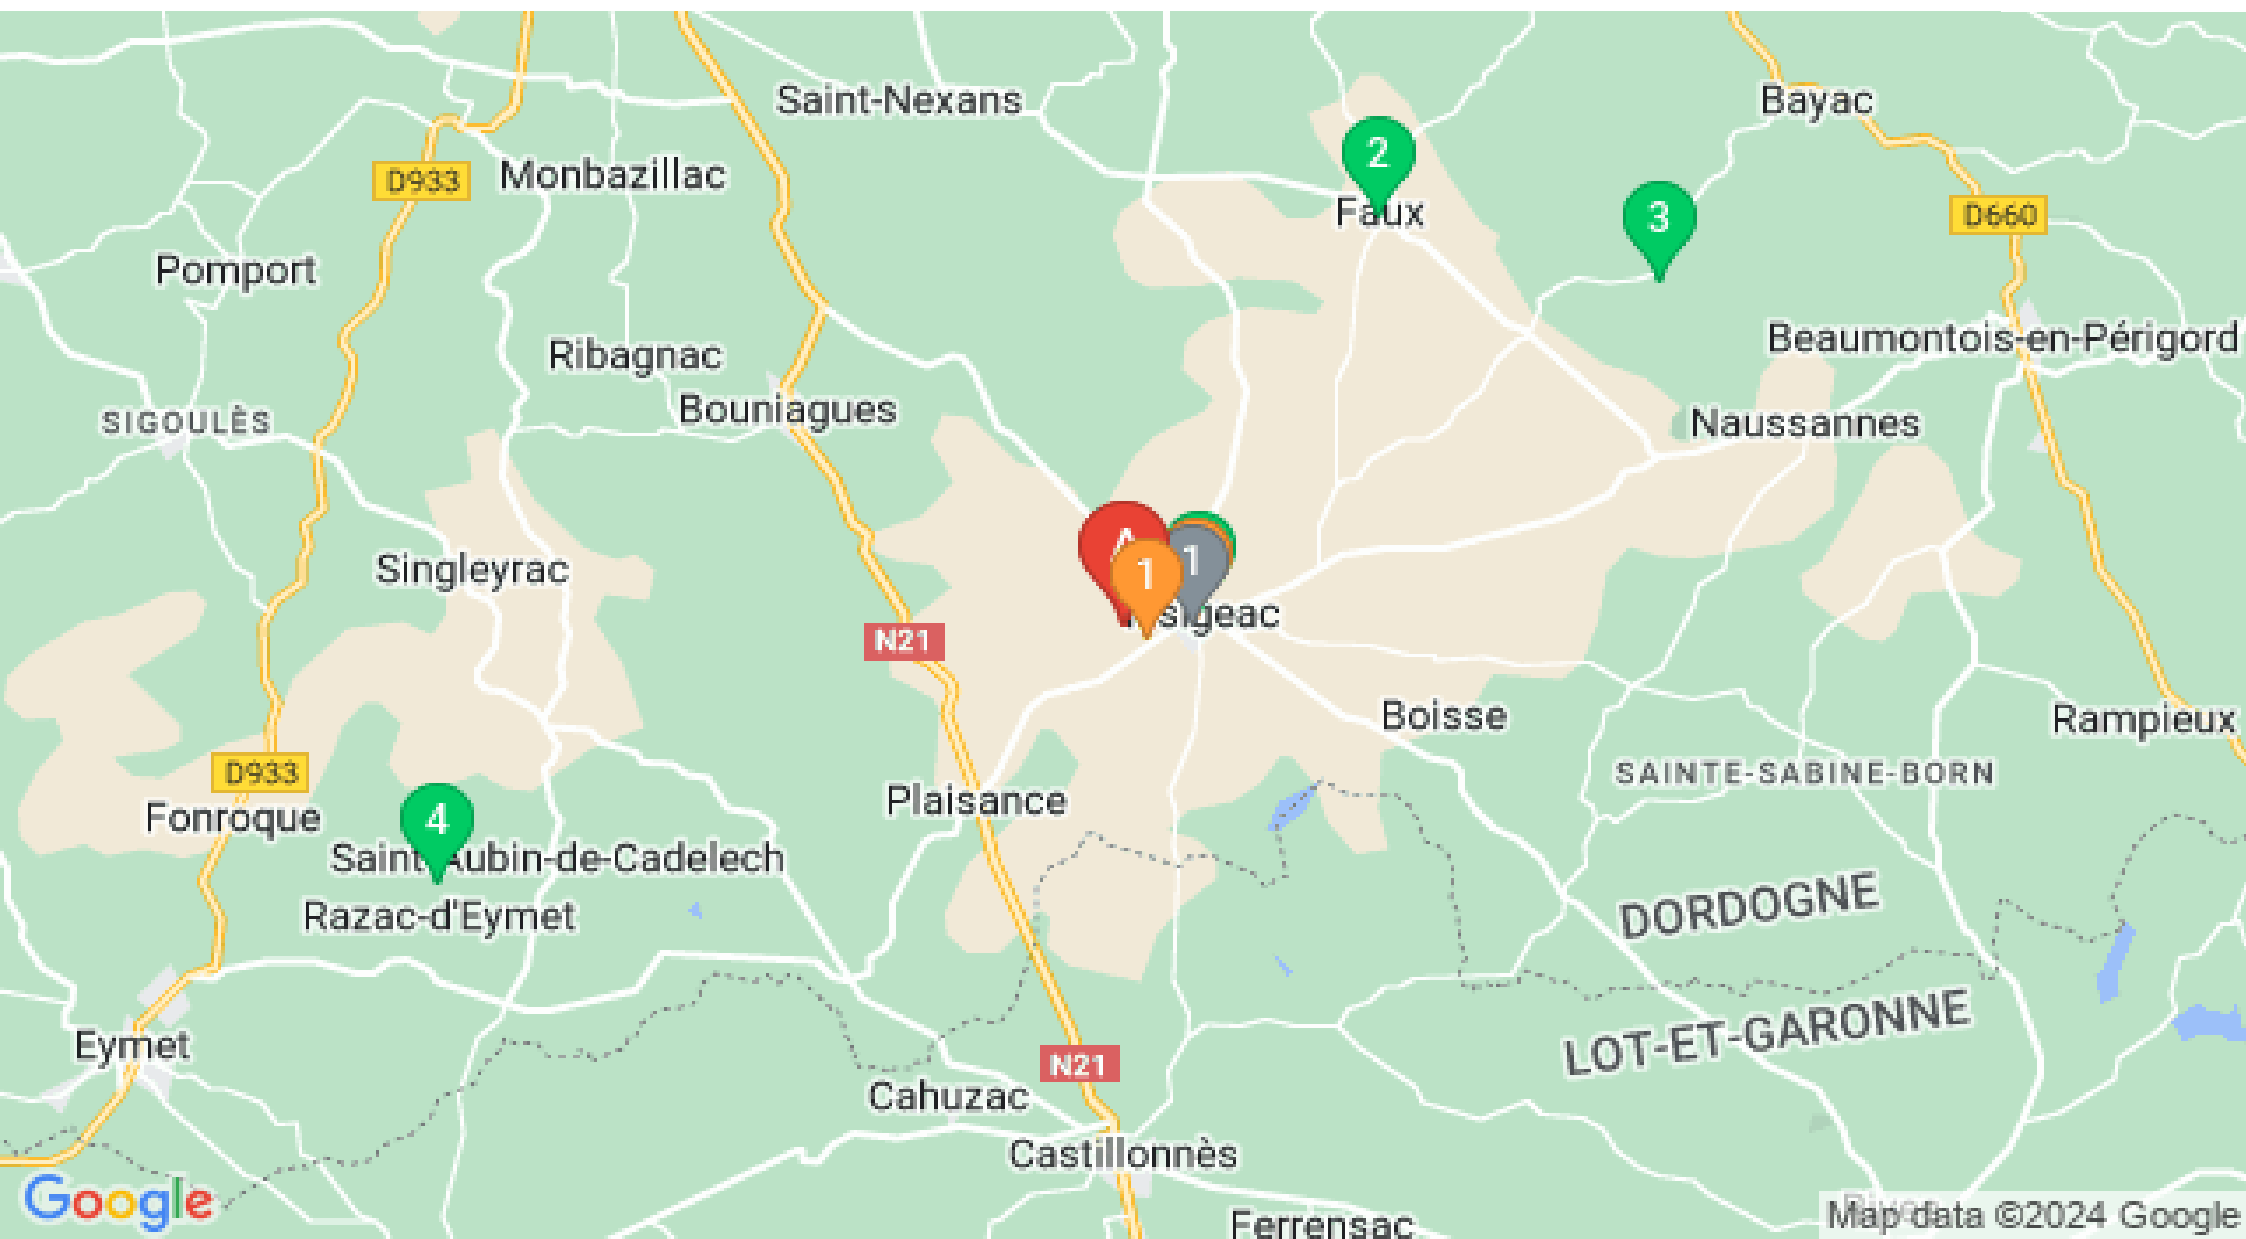 Saint-Nexans
Bayac
2
D933
Monbazillac
3
D660
Faux
Pomport
Beaumontois-en-Périgord
Ribagnac
Bouniagues
SIGOULÈS
Naussannes
A
1
1
Singleyrac
N21
Boisse
Rampieux
SAINTE-SABINE-BORN
D933
Plaisance
Fonroque
4
Saint-Aubin-de-Cadelech
Razac-d'Eymet
DORDOGNE
LOT-ET-GARONNE
Eymet
N21
Cahuzac
Castillonnès
Google
Ferrensac
Map data ©2024 Google